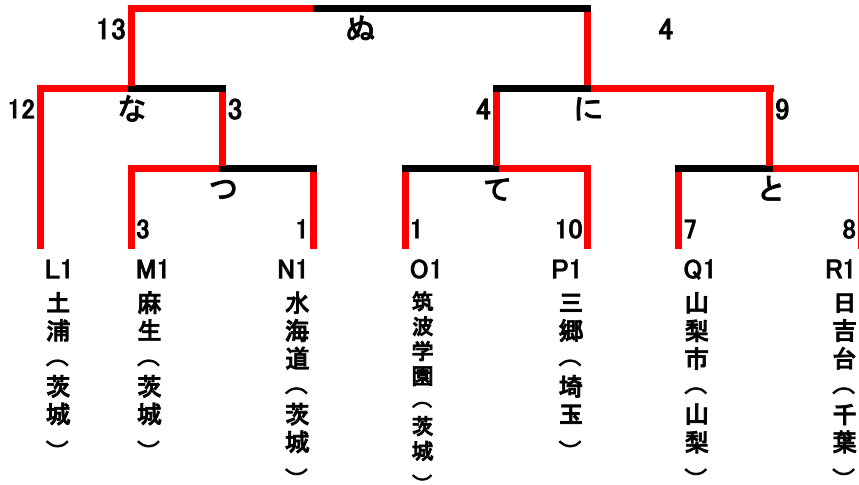 13 ぬ 4
12 な 3 4 に 9
つ て と
3 1 1 10 7 8
L1 M1 N1 O1 P1 Q1 R1
土浦（茨城）
麻生（茨城）
水海道（茨城）
筑波学園（茨城）
三郷（埼玉）
山梨市（山梨）
日吉台（千葉）